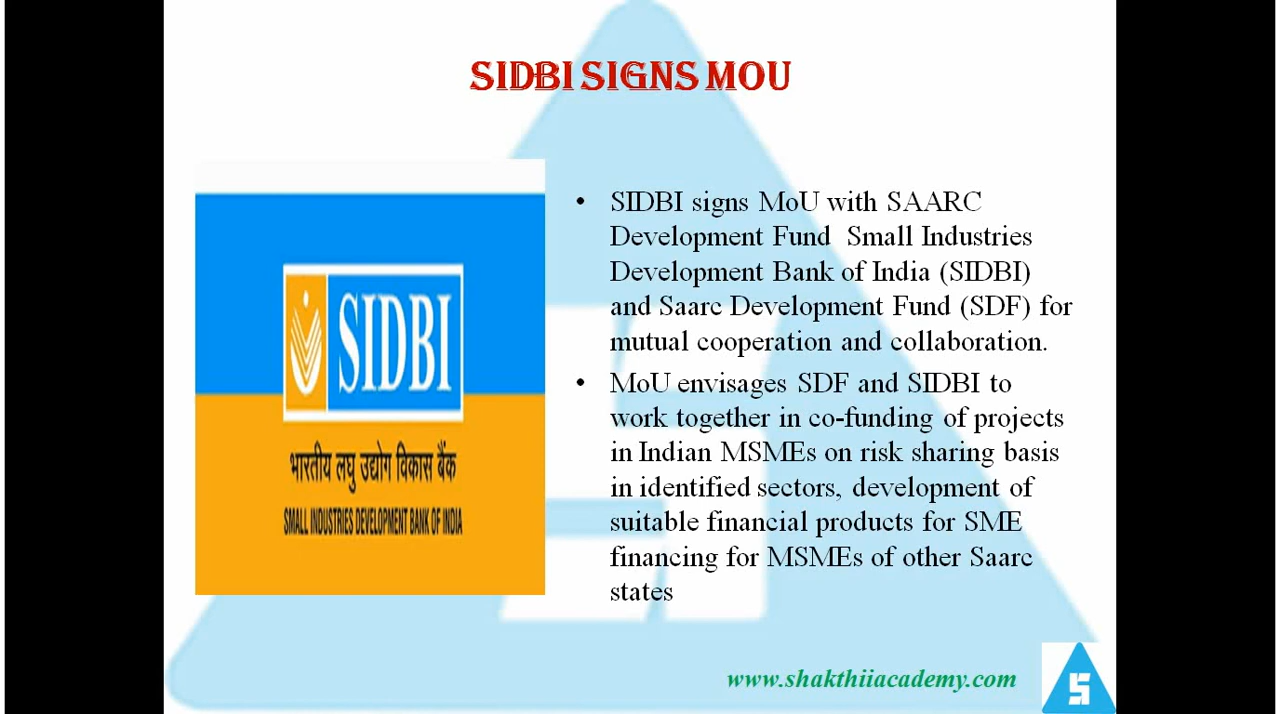 SIDBI SIGNS MOU
SIDBI
भारतीय लघु उद्योग विकास बैंक
SMALL INDUSTRIES DEVELOPMENT BANK OF INDIA
• SIDBI signs MoU with SAARC
Development Fund Small Industries
Development Bank of India (SIDBI)
and Saarc Development Fund (SDF) for
mutual cooperation and collaboration.
• MoU envisages SDF and SIDBI to
work together in co-funding of projects
in Indian MSMEs on risk sharing basis
in identified sectors, development of
suitable financial products for SME
financing for MSMEs of other Saarc
states
www.shakthiiacademy.com
S